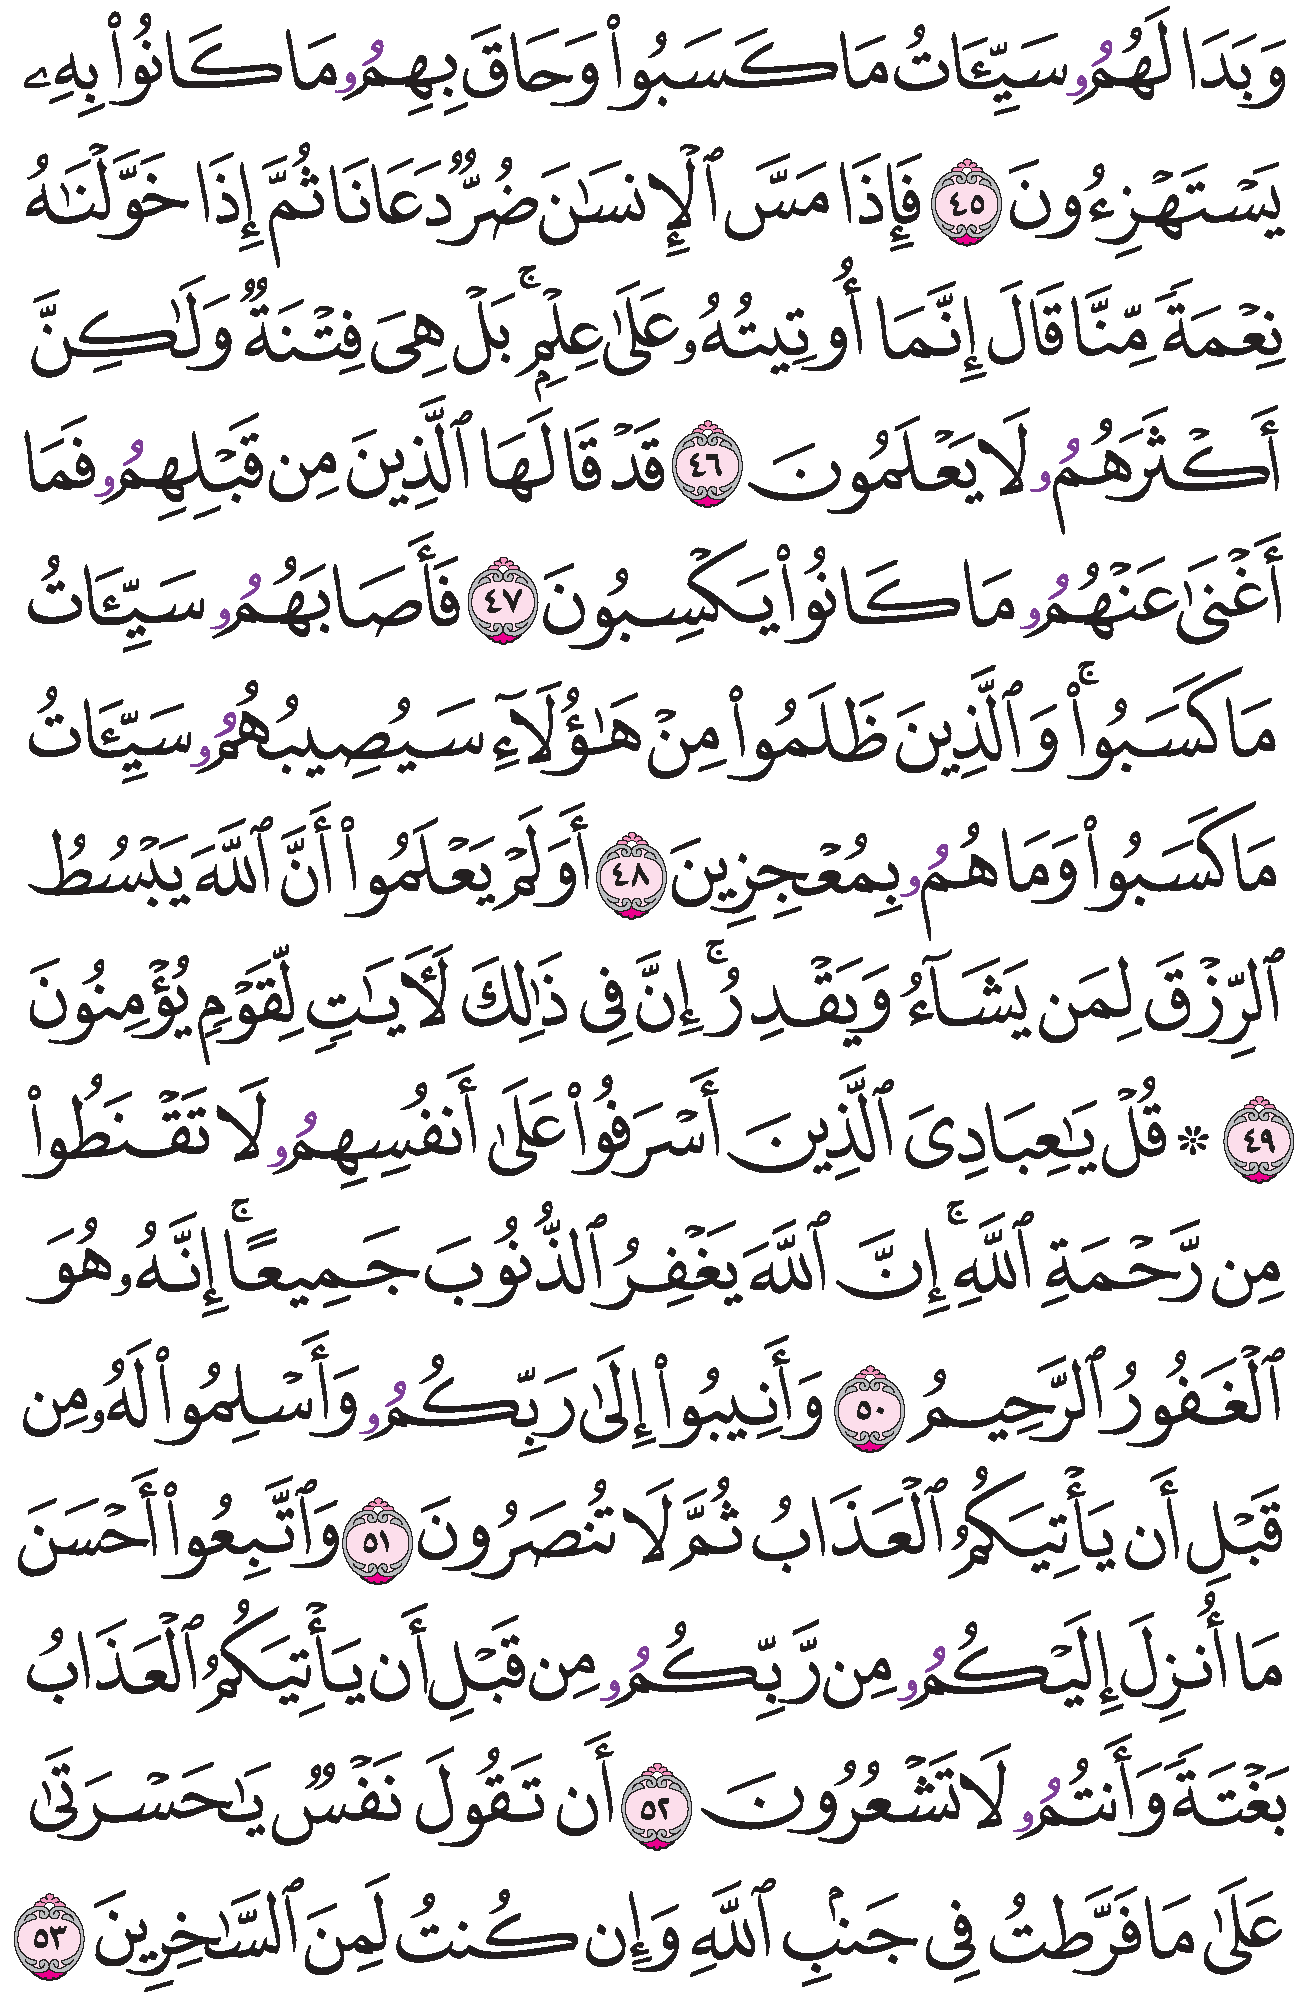 وَبَدَا لَهُمُۥ سَيِّـَٔاتُ مَا كَسَبُوا۟ وَحَاقَ بِهِمُۥ مَا كَانُوا۟ بِهِۦ
يَسْتَهْزِءُونَ ٤٥ فَإِذَا مَسَّ ٱلْإِنسَٰنَ ضُرٌّ دَعَانَا ثُمَّ إِذَا خَوَّلْنَٰهُ
نِعْمَةً مِّنَّا قَالَ إِنَّمَا أُوتِيتُهُۥ عَلَىٰ عِلْمٍۭ ۚ بَلْ هِىَ فِتْنَةٌ وَلَٰكِنَّ
أَكْثَرَهُمُۥ لَا يَعْلَمُونَ ٤٦ قَدْ قَالَهَا ٱلَّذِينَ مِن قَبْلِهِمُۥ فَمَا
أَغْنَىٰ عَنْهُمُۥ مَا كَانُوا۟ يَكْسِبُونَ ٤٧ فَأَصَابَهُمُۥ سَيِّـَٔاتُ
مَا كَسَبُوا۟ ۚ وَٱلَّذِينَ ظَلَمُوا۟ مِنْ هَٰٓؤُلَآءِ سَيُصِيبُهُمُۥ سَيِّـَٔاتُ
مَا كَسَبُوا۟ وَمَا هُمُۥ بِمُعْجِزِينَ ٤٨ أَوَلَمْ يَعْلَمُوا۟ أَنَّ ٱللَّهَ يَبْسُطُ
ٱلرِّزْقَ لِمَن يَشَآءُ وَيَقْدِرُ ۚ إِنَّ فِى ذَٰلِكَ لَأَيَٰتٍ لِّقَوْمٍ يُؤْمِنُونَ
٤٩ ۞ قُلْ يَٰعِبَادِىَ ٱلَّذِينَ أَسْرَفُوا۟ عَلَىٰ أَنفُسِهِمُۥ لَا تَقْنَطُوا۟
مِن رَّحْمَةِ ٱللَّهِ ۚ إِنَّ ٱللَّهَ يَغْفِرُ ٱلذُّنُوبَ جَمِيعًا ۚ إِنَّهُۥ هُوَ
ٱلْغَفُورُ ٱلرَّحِيمُ ٥٠ وَأَنِيبُوا۟ إِلَىٰ رَبِّكُمُۥ وَأَسْلِمُوا۟ لَهُۥ مِن
قَبْلِ أَن يَأْتِيَكُمُ ٱلْعَذَابُ ثُمَّ لَا تُنصَرُونَ ٥١ وَٱتَّبِعُوا۟ أَحْسَنَ
مَا أُنزِلَ إِلَيْكُمُۥ مِن رَّبِّكُمُۥ مِن قَبْلِ أَن يَأْتِيَكُمُ ٱلْعَذَابُ
بَغْتَةً وَأَنتُمُۥ لَا تَشْعُرُونَ ٥٢ أَن تَقُولَ نَفْسٌ يَٰحَسْرَتَىٰ
عَلَىٰ مَا فَرَّطتُ فِى جَنۢبِ ٱللَّهِ وَإِن كُنتُ لَمِنَ ٱلسَّٰخِرِينَ ٥٣